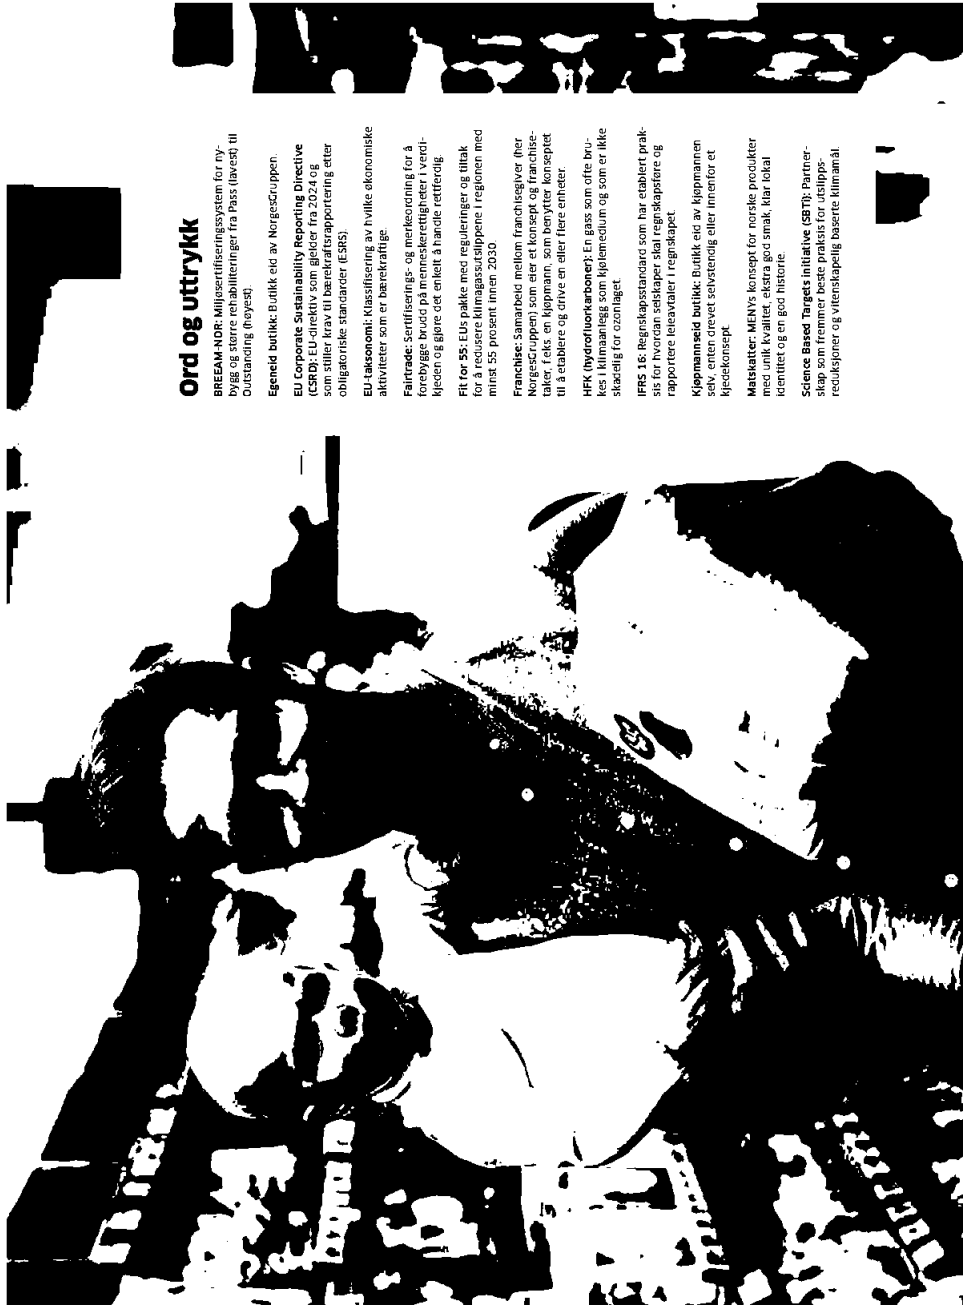 Ord og uttrykk
BREEAM-NOR: Miljøsertifiseringssystem for ny-
bygg og større rehabiliteringer fra Pass (lavest) til
Outstanding (høyest).
Egeneid butikk: Butikk eid av NorgesGruppen.
EU Corporate Sustainability Reporting Directive
(CSRD): EU-direktiv som gjelder fra 2024 og
som stiller krav til bærekraftsrapportering etter
obligatoriske standarder (ESRS).
EU-taksonomi: Klassifisering av hvilke økonomiske
aktiviteter som er bærekraftige.
Fairtrade: Sertifiserings- og merkeordning for å
forebygge brudd på menneskerettigheter i verdi-
kjeden og gjøre det enkelt å handle rettferdig.
Fit for 55: EUs pakke med reguleringer og tiltak
for å redusere klimagassutslippene i regionen med
minst 55 prosent innen 2030.
Franchise: Samarbeid mellom franchisegiver (her
NorgesGruppen) som eier et konsept og franchise-
taker, f.eks. en kjøpmann, som benytter konseptet
til å etablere og drive en eller flere enheter.
HFK (hydrofluorkarboner): En gass som ofte bru-
kes i klimaanlegg som kjølemedium og som er ikke
skadelig for ozonlaget.
IFRS 16: Regnskapsstandard som har etablert prak-
sis for hvordan selskaper skal regnskapsføre og
rapportere leieavtaler i regnskapet.
Kjøpmannseid butikk: Butikk eid av kjøpmannen
selv, enten drevet selvstendig eller innenfor et
kjedekonsept.
Matskatter: MENYs konsept for norske produkter
med unik kvalitet, ekstra god smak, klar lokal
identitet og en god historie.
Science Based Targets initiative (SBTi): Partner-
skap som fremmer beste praksis for utslipps-
reduksjoner og vitenskapelig baserte klimamål.